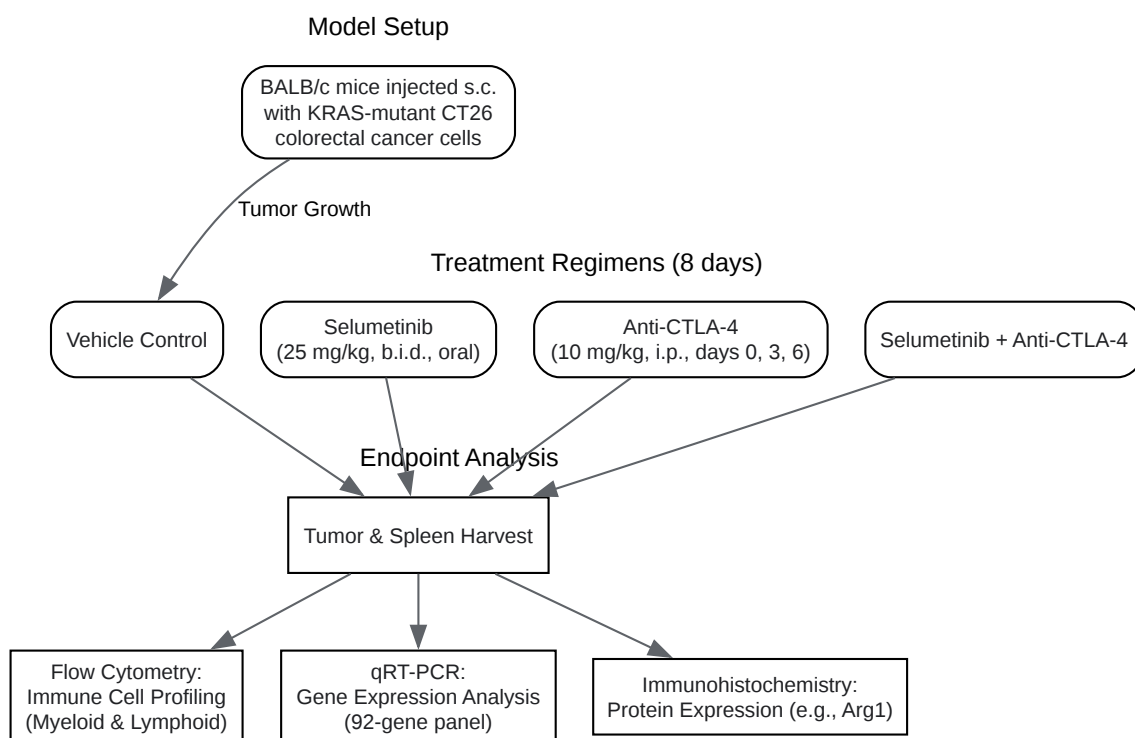 Model Setup
BALB/c mice injected s.c.
with KRAS-mutant CT26
colorectal cancer cells
Tumor Growth
Treatment Regimens (8 days)
Vehicle Control
Selumetinib
(25 mg/kg, b.i.d., oral)
Anti-CTLA-4
(10 mg/kg, i.p., days 0, 3, 6)
Selumetinib + Anti-CTLA-4
Endpoint Analysis
Tumor & Spleen Harvest
Flow Cytometry:
Immune Cell Profiling
(Myeloid & Lymphoid)
qRT-PCR:
Gene Expression Analysis
(92-gene panel)
Immunohistochemistry:
Protein Expression (e.g., Arg1)